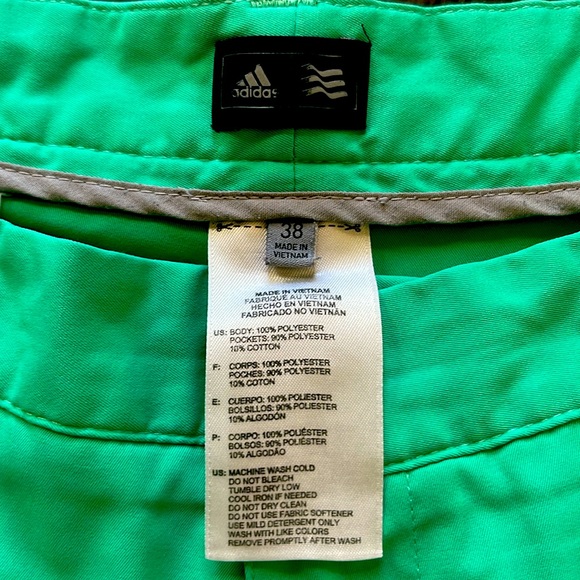 adidas
38
MADE IN
VIETNAM
MADE IN VIETNAM
FABRIQUÉ AU VIETNAM
HECHO EN VIETNAM
FABRICADO NO VIETNÃN
US: BODY: 100% POLYESTER
POCKETS: 90% POLYESTER
10% COTTON
F: CORPS: 100% POLYESTER
POCHES: 90% POLYESTER
10% COTON
E: CUERPO: 100% POLIESTER
BOLSILLOS: 90% POLIESTER
10% ALGODÓN
P: CORPO: 100% POLIÉSTER
BOLSOS: 90% POLIÉSTER
10% ALGODÃO
US: MACHINE WASH COLD
DO NOT BLEACH
TUMBLE DRY LOW
COOL IRON IF NEEDED
DO NOT DRY CLEAN
DO NOT USE FABRIC SOFTENER
USE MILD DETERGENT ONLY
WASH WITH LIKE COLORS
REMOVE PROMPTLY AFTER WASH